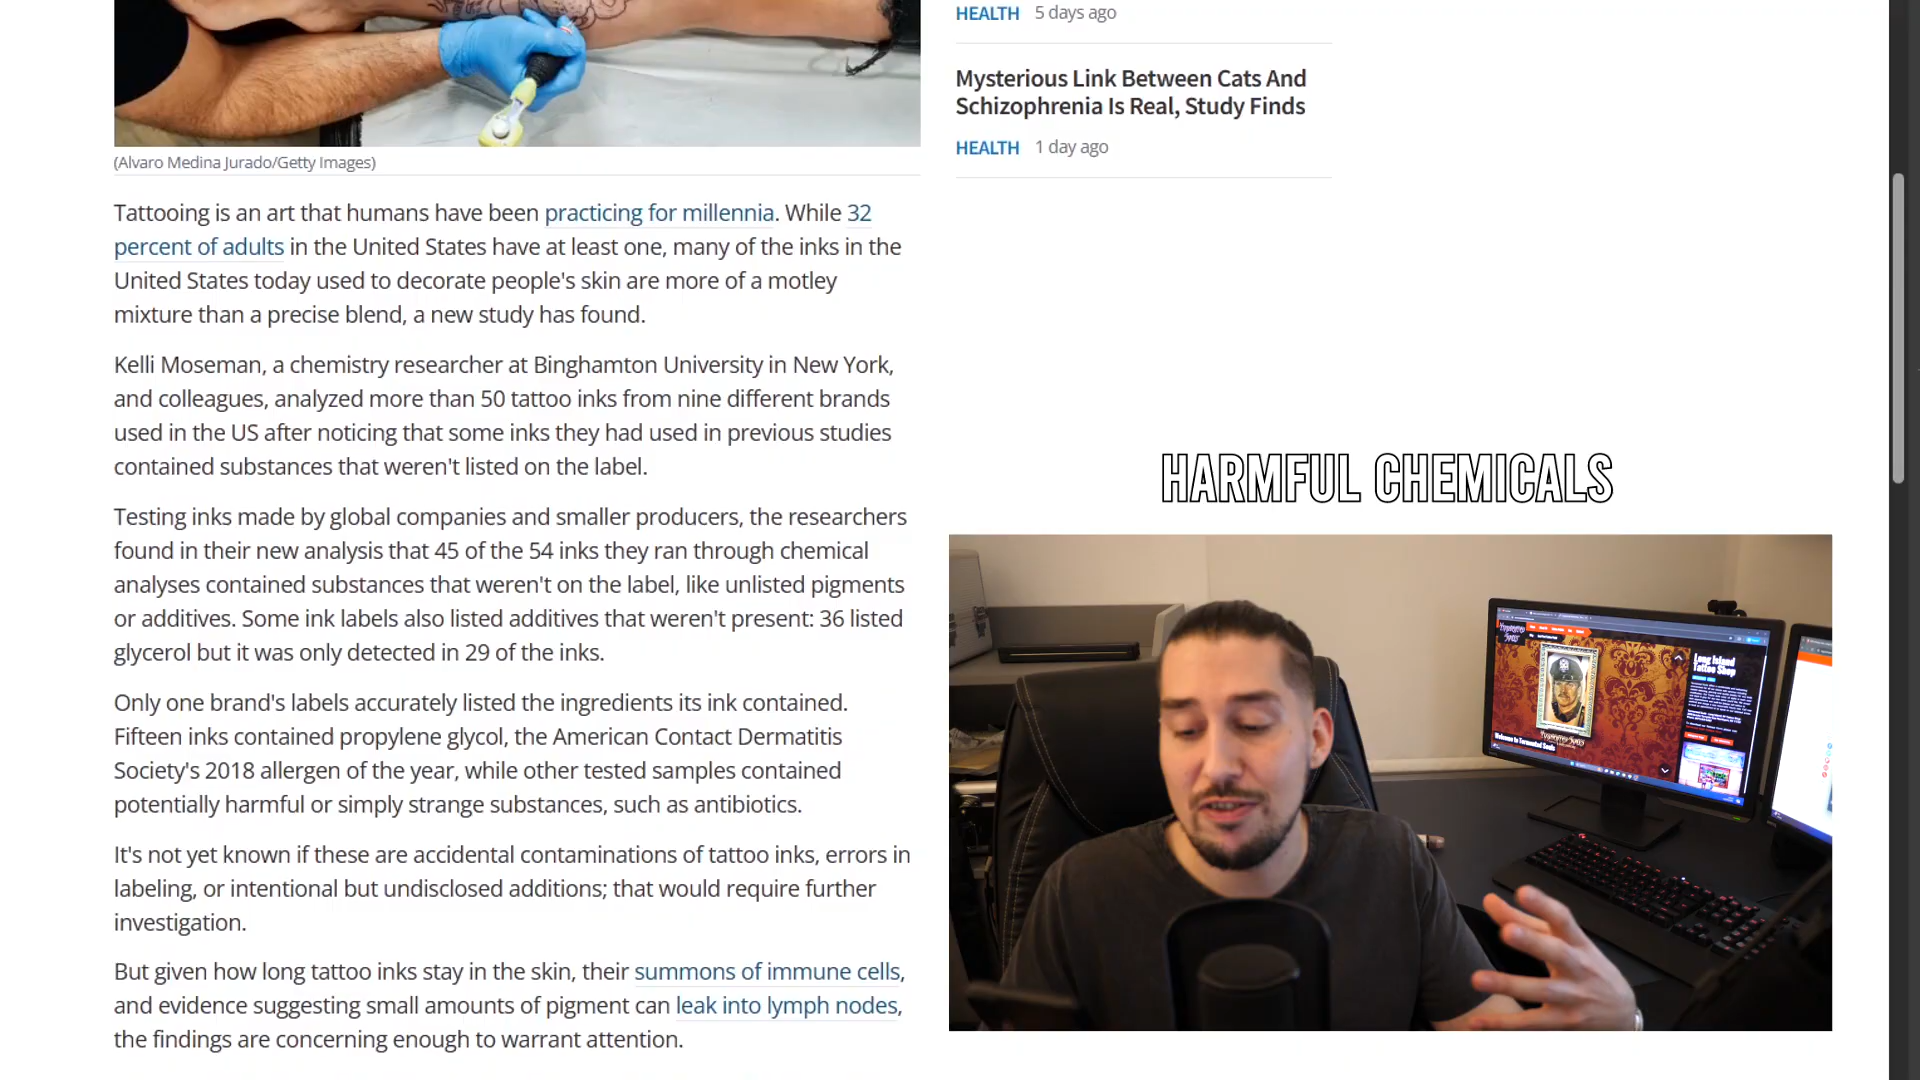 (Alvaro Medina Jurado/Getty Images)
Tattooing is an art that humans have been practicing for millennia. While 32
percent of adults in the United States have at least one, many of the inks in the
United States today used to decorate people's skin are more of a motley
mixture than a precise blend, a new study has found.
Kelli Moseman, a chemistry researcher at Binghamton University in New York,
and colleagues, analyzed more than 50 tattoo inks from nine different brands
used in the US after noticing that some inks they had used in previous studies
contained substances that weren't listed on the label.
Testing inks made by global companies and smaller producers, the researchers
found in their new analysis that 45 of the 54 inks they ran through chemical
analyses contained substances that weren't on the label, like unlisted pigments
or additives. Some ink labels also listed additives that weren't present: 36 listed
glycerol but it was only detected in 29 of the inks.
Only one brand's labels accurately listed the ingredients its ink contained.
Fifteen inks contained propylene glycol, the American Contact Dermatitis
Society's 2018 allergen of the year, while other tested samples contained
potentially harmful or simply strange substances, such as antibiotics.
It's not yet known if these are accidental contaminations of tattoo inks, errors in
labeling, or intentional but undisclosed additions; that would require further
investigation.
But given how long tattoo inks stay in the skin, their summons of immune cells,
and evidence suggesting small amounts of pigment can leak into lymph nodes,
the findings are concerning enough to warrant attention.
HEALTH 5 days ago
Mysterious Link Between Cats And
Schizophrenia Is Real, Study Finds
HEALTH 1 day ago
HARMFUL CHEMICALS
Long Island
Tattoo Shop
Welcome to Tormented Souls